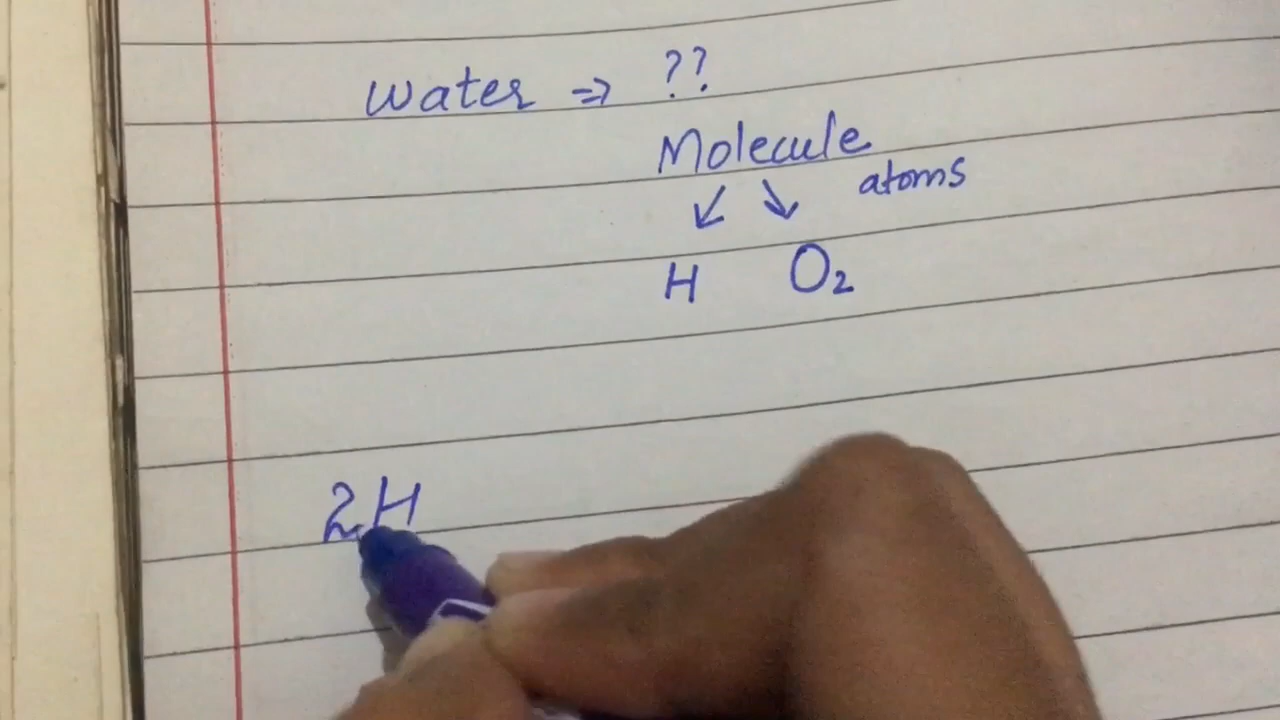 Water ⇒ ??
Molecule
↙ ↘ atoms
H O₂
2H